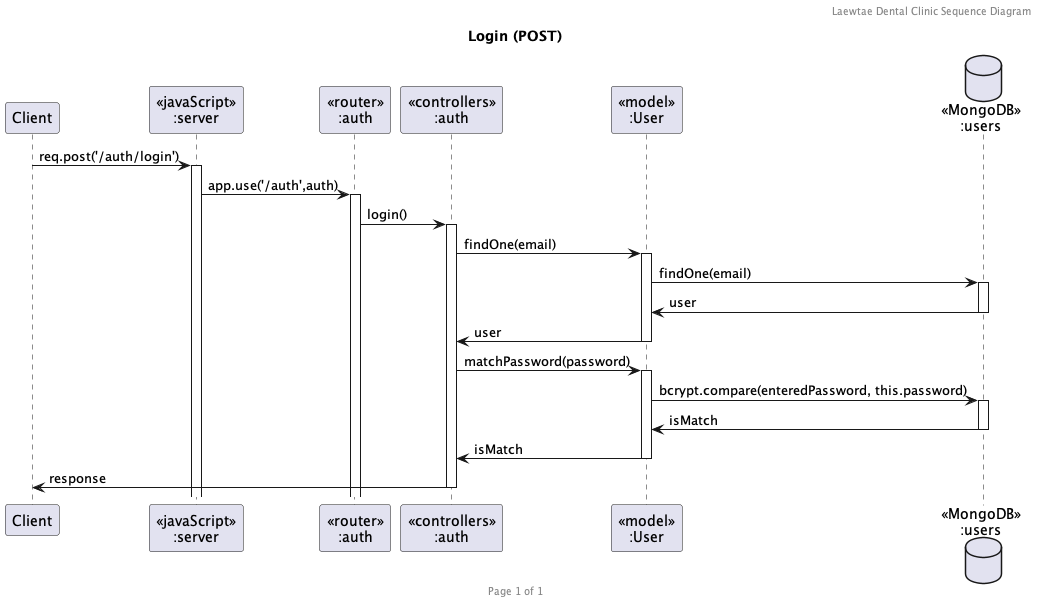 Laewtae Dental Clinic Sequence Diagram
Login (POST)
Client
«javaScript»
:server
«router»
:auth
«controllers»
:auth
«model»
:User
«MongoDB»
:users
req.post('/auth/login')
app.use('/auth',auth)
login()
findOne(email)
findOne(email)
user
user
matchPassword(password)
bcrypt.compare(enteredPassword, this.password)
isMatch
isMatch
response
Client
«javaScript»
:server
«router»
:auth
«controllers»
:auth
«model»
:User
«MongoDB»
:users
Page 1 of 1